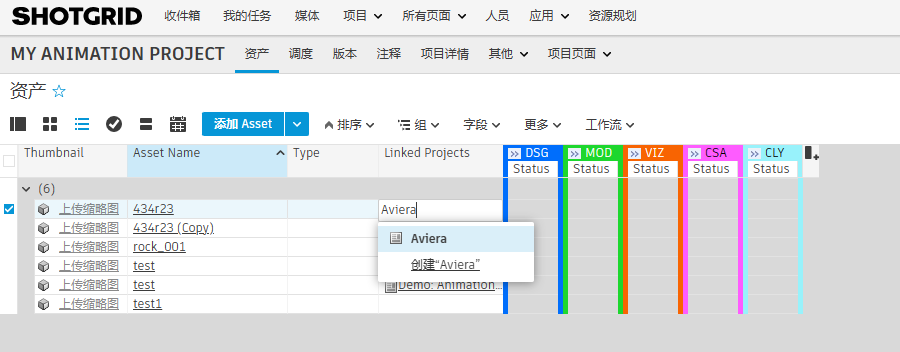 SHOTGRID 收件箱 我的任务 媒体 项目 所有页面 人员 应用 资源规划
MY ANIMATION PROJECT 资产 调度 版本 注释 项目详情 其他 项目页面
资产
添加 Asset 排序 组 字段 更多 工作流
Thumbnail Asset Name Type Linked Projects DSG MOD VIZ CSA CLY
Status Status Status Status Status
(6)
上传缩略图 434r23 Aviera
上传缩略图 434r23 (Copy)
Aviera
上传缩略图 rock_001
上传缩略图 test
创建“Aviera”
上传缩略图 test Demo: Animation...
上传缩略图 test1